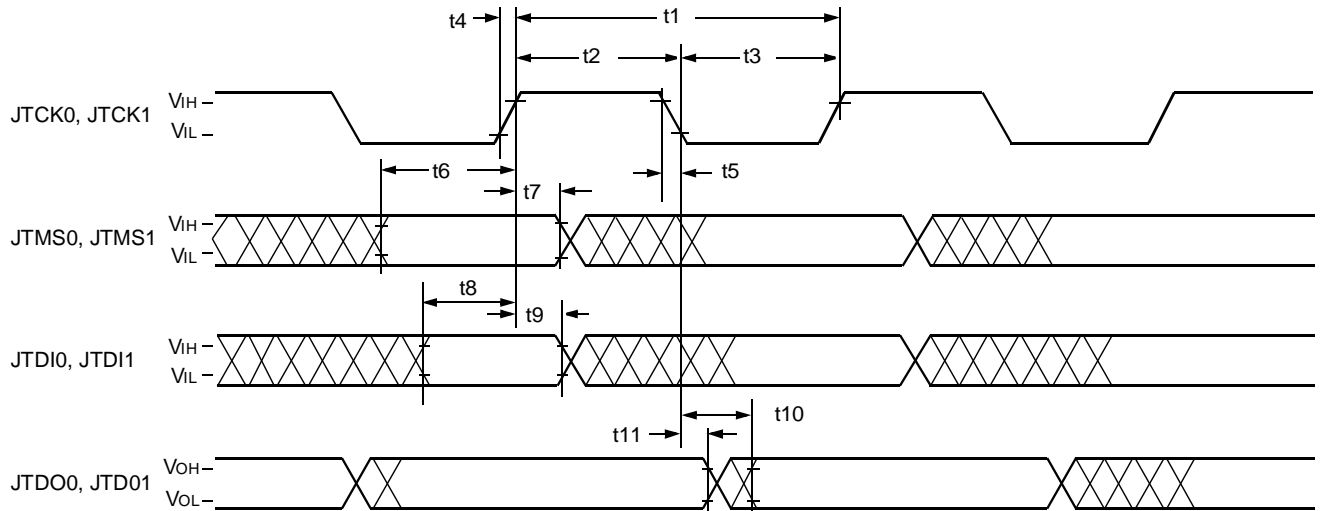 t4
t1
t2
t3
JTCK0, JTCK1
VIH
VIL
t6
t7
t5
JTMS0, JTMS1
VIH
VIL
t8
t9
JTDI0, JTDI1
VIH
VIL
t10
t11
JTDO0, JTD01
VOH
VOL